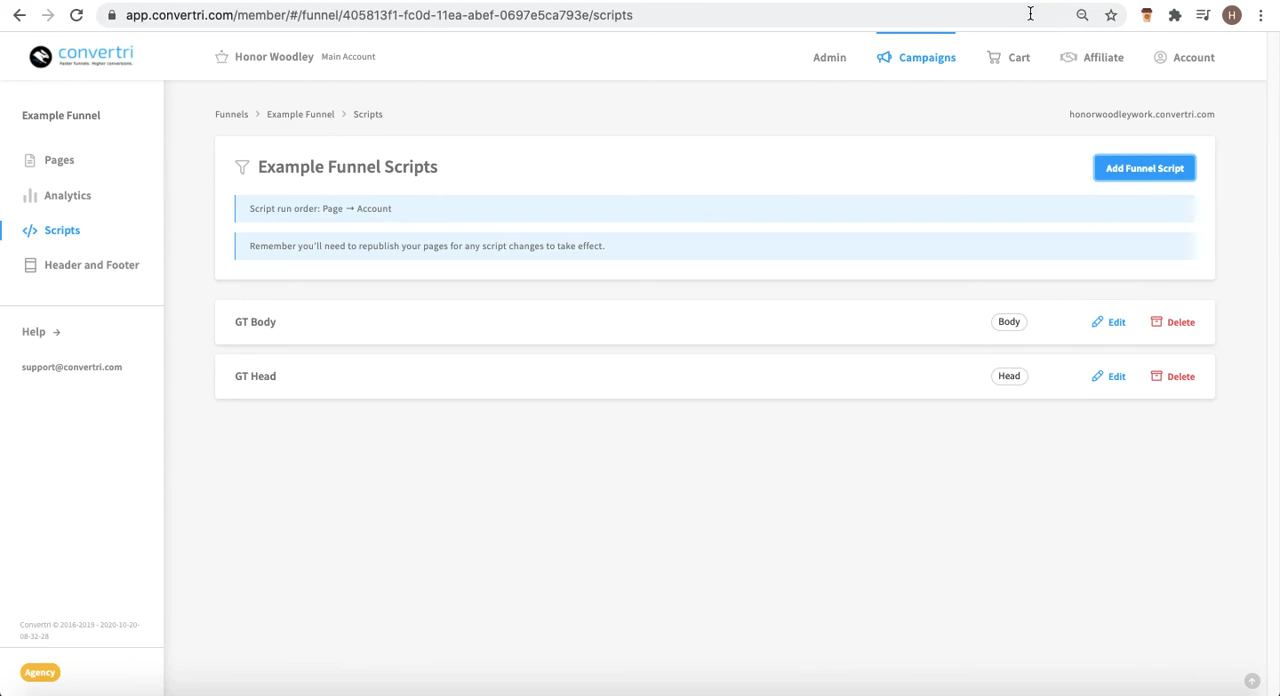 app.convertri.com/member/#/funnel/405813f1-fc0d-11ea-abef-0697e5ca793e/scripts
H
convertri
Faster funnels. Higher conversions.
Honor Woodley Main Account
Admin
Campaigns
Cart
Affiliate
Account
Example Funnel
Pages
Analytics
Scripts
Header and Footer
Help →
support@convertri.com
Convertri © 2016-2019 - 2020-10-20-
08-32-28
Agency
Funnels > Example Funnel > Scripts
honorwoodleywork.convertri.com
Example Funnel Scripts
Add Funnel Script
Script run order: Page → Account
Remember you'll need to republish your pages for any script changes to take effect.
GT Body Body Edit Delete
GT Head Head Edit Delete